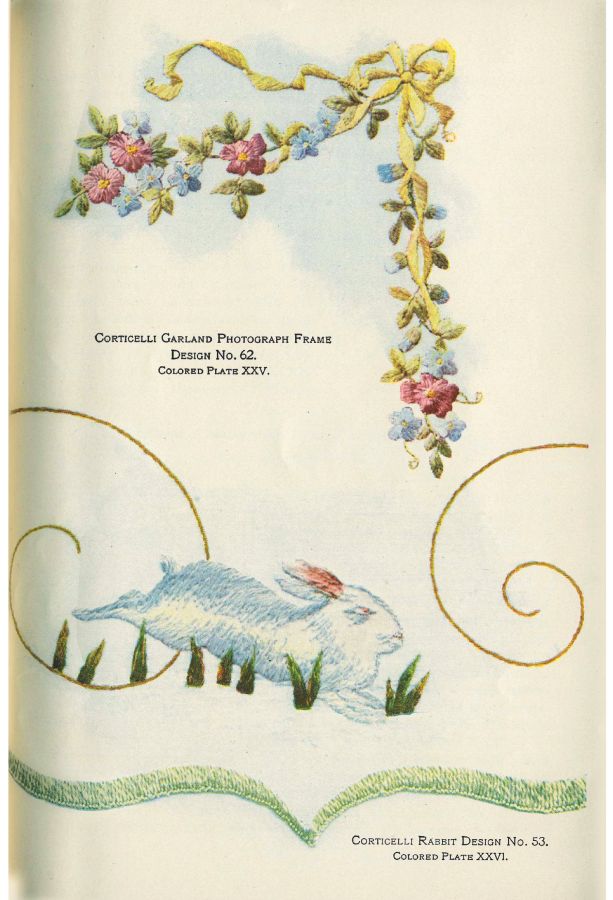 Corticelli Garland Photograph Frame
Design No. 62.
Colored Plate XXV.
Corticelli Rabbit Design No. 53.
Colored Plate XXVI.